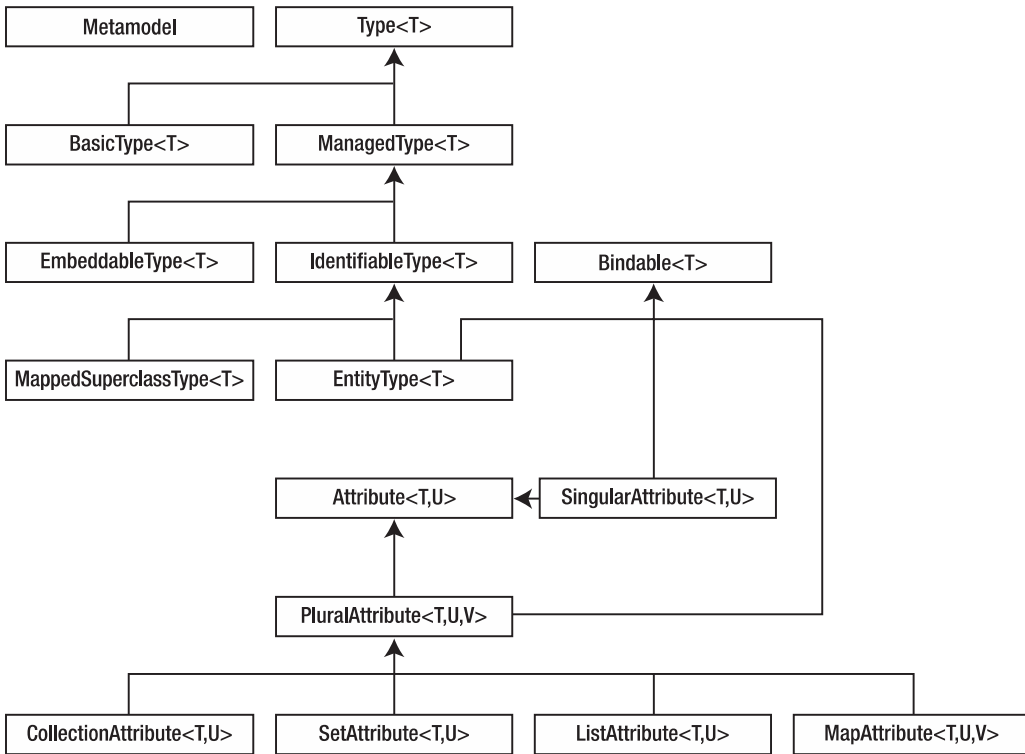 Metamodel
Type<T>
BasicType<T>
ManagedType<T>
EmbeddableType<T>
IdentifiableType<T>
Bindable<T>
MappedSuperclassType<T>
EntityType<T>
Attribute<T,U>
SingularAttribute<T,U>
PluralAttribute<T,U,V>
CollectionAttribute<T,U>
SetAttribute<T,U>
ListAttribute<T,U>
MapAttribute<T,U,V>